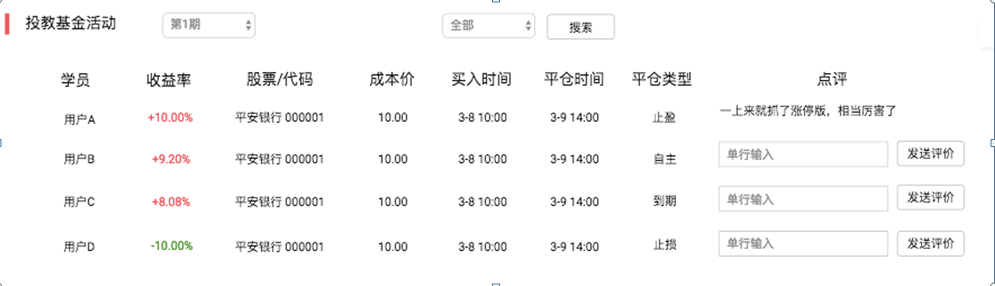 投教基金活动 第1期 全部 搜索
学员 收益率 股票/代码 成本价 买入时间 平仓时间 平仓类型 点评
用户A +10.00% 平安银行 000001 10.00 3-8 10:00 3-9 14:00 止盈 一上来就抓了涨停版，相当厉害了
用户B +9.20% 平安银行 000001 10.00 3-8 10:00 3-9 14:00 自主 单行输入 发送评价
用户C +8.08% 平安银行 000001 10.00 3-8 10:00 3-9 14:00 到期 单行输入 发送评价
用户D -10.00% 平安银行 000001 10.00 3-8 10:00 3-9 14:00 止损 单行输入 发送评价